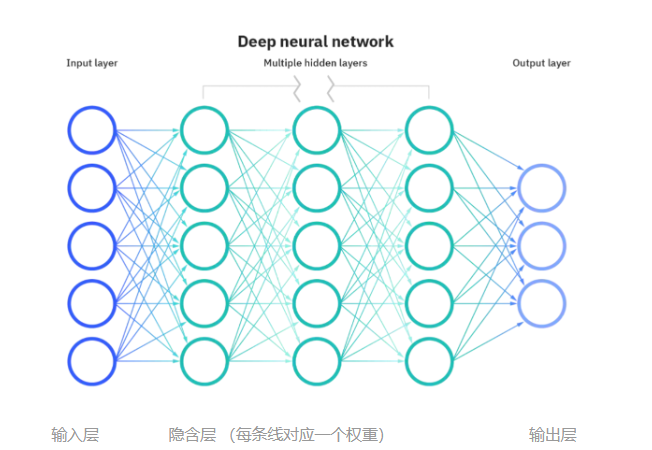 Deep neural network
Input layer
Multiple hidden layers
Output layer
输入层
隐含层 （每条线对应一个权重）
输出层